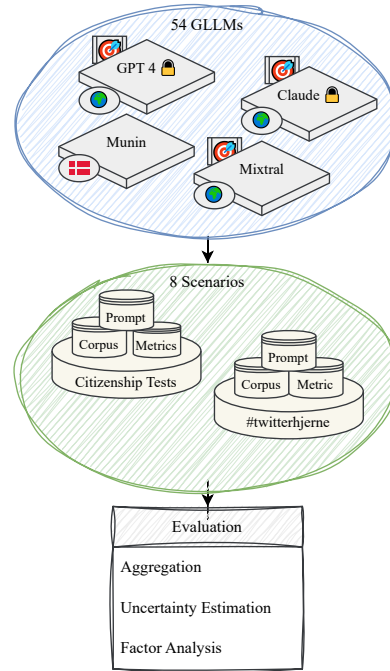 54 GLLMs
GPT 4
Claude
Munin
Mixtral
8 Scenarios
Prompt
Corpus
Metrics
Citizenship Tests
Prompt
Corpus
Metric
#twitterhjerne
Evaluation
Aggregation
Uncertainty Estimation
Factor Analysis